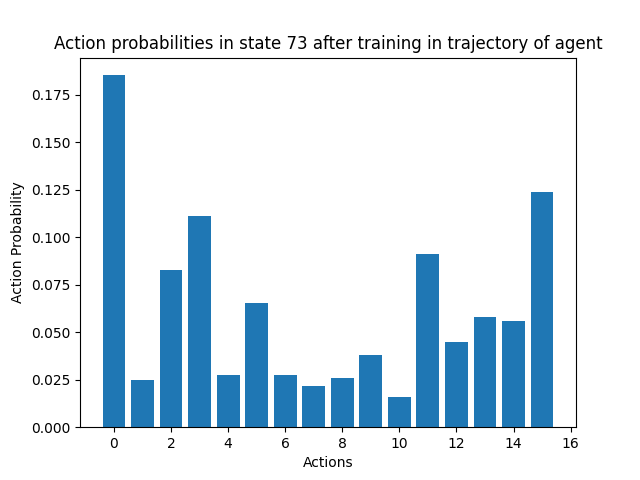 Action probabilities in state 73 after training in trajectory of agent
0.175
0.150
0.125
0.100
0.075
0.050
0.025
0.000
Action Probability
0 2 4 6 8 10 12 14 16
Actions